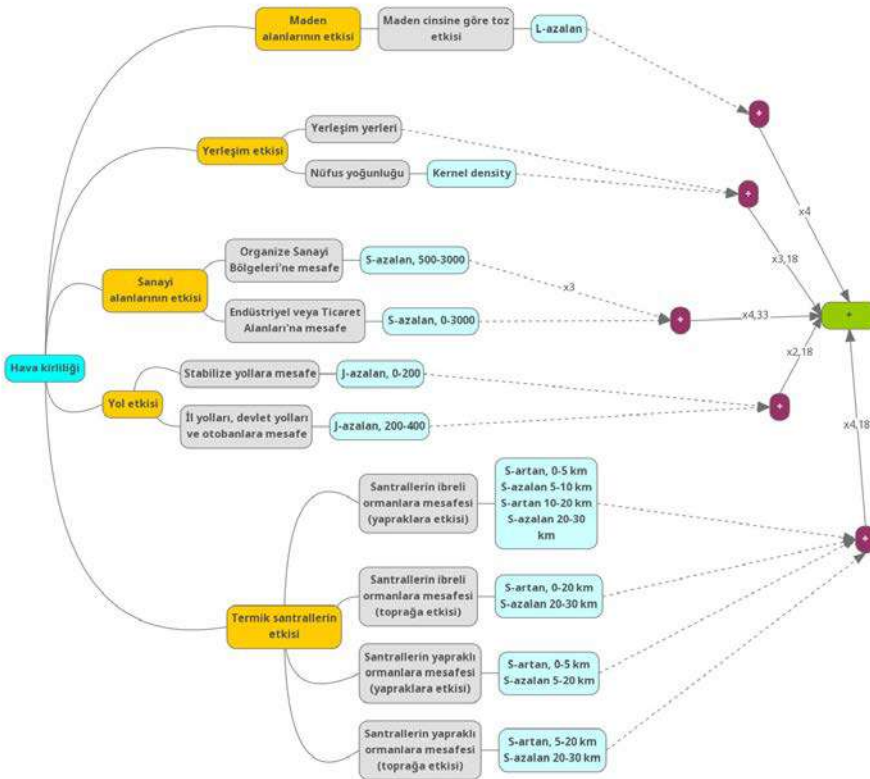 Maden
alanlarının etkisi
Maden cinsine göre toz
etkisi
L-azalan
+
x4
Yerleşim etkisi
Yerleşim yerleri
Nüfus yoğunluğu
Kernel density
+
x3,18
Sanayi
alanlarının etkisi
Organize Sanayi
Bölgeleri'ne mesafe
S-azalan, 500-3000
x3
Endüstriyel veya Ticaret
Alanları'na mesafe
S-azalan, 0-3000
+
x4,33
+
Hava kirliliği
Yol etkisi
Stabilize yollara mesafe
J-azalan, 0-200
x2,18
İl yolları, devlet yolları
ve otobanlara mesafe
J-azalan, 200-400
+
x4,18
Santrallerin ibreli
ormanlara mesafesi
(yapraklara etkisi)
S-artan, 0-5 km
S-azalan 5-10 km
S-artan 10-20 km
S-azalan 20-30
km
+
Termik santrallerin
etkisi
Santrallerin ibreli
ormanlara mesafesi
(toprağa etkisi)
S-artan, 0-20 km
S-azalan 20-30 km
Santrallerin yapraklı
ormanlara mesafesi
(yapraklara etkisi)
S-artan, 0-5 km
S-azalan 5-20 km
Santrallerin yapraklı
ormanlara mesafesi
(toprağa etkisi)
S-artan, 5-20 km
S-azalan 20-30 km